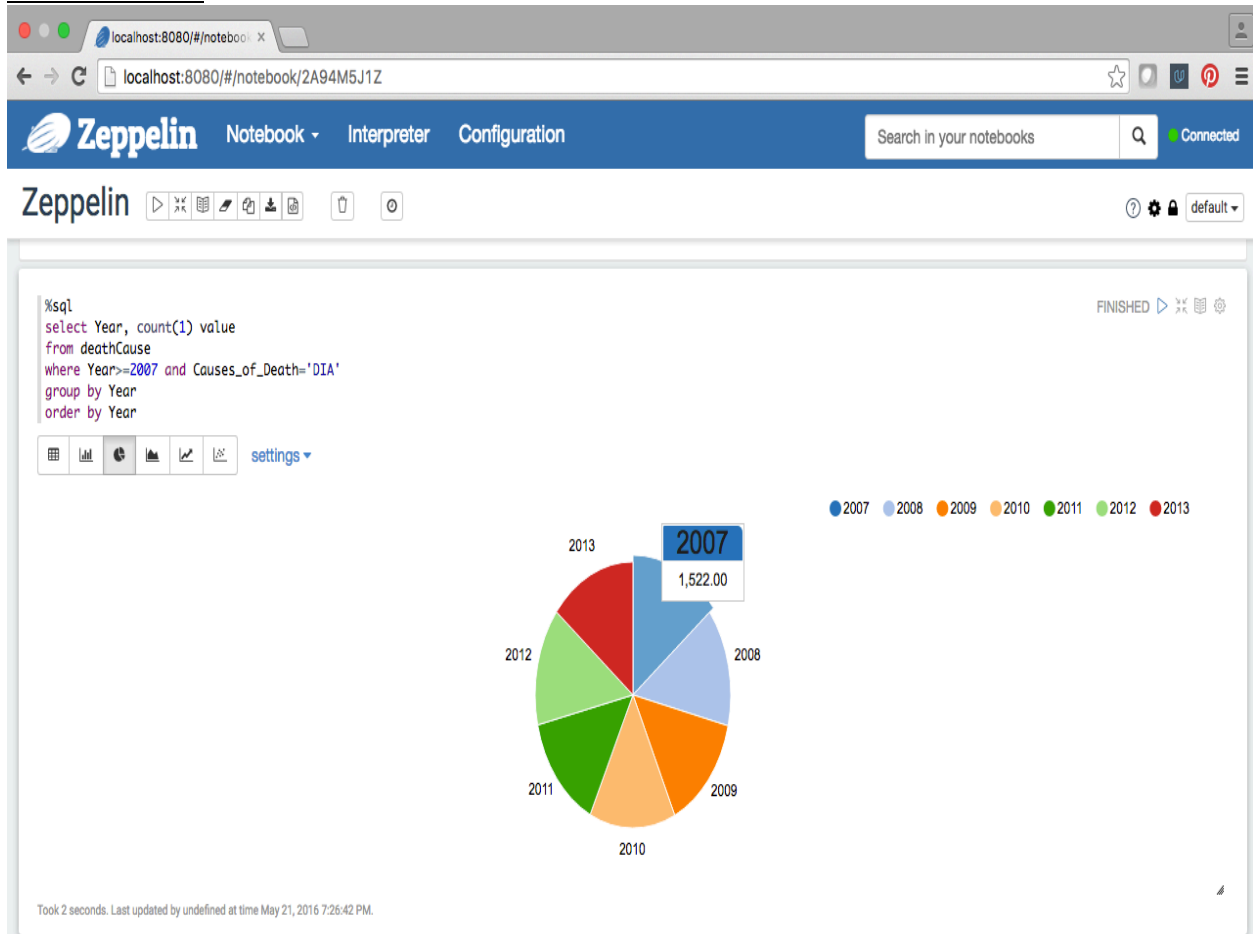 localhost:8080/#/notebook
localhost:8080/#/notebook/2A94M5J1Z
Zeppelin Notebook Interpreter Configuration Search in your notebooks Connected
Zeppelin default
%sql
select Year, count(1) value
from deathCause
where Year>=2007 and Causes_of_Death='DIA'
group by Year
order by Year
FINISHED
settings
2007 2008 2009 2010 2011 2012 2013
2007
1,522.00
2013
2012
2008
2011
2009
2010
Took 2 seconds. Last updated by undefined at time May 21, 2016 7:26:42 PM.